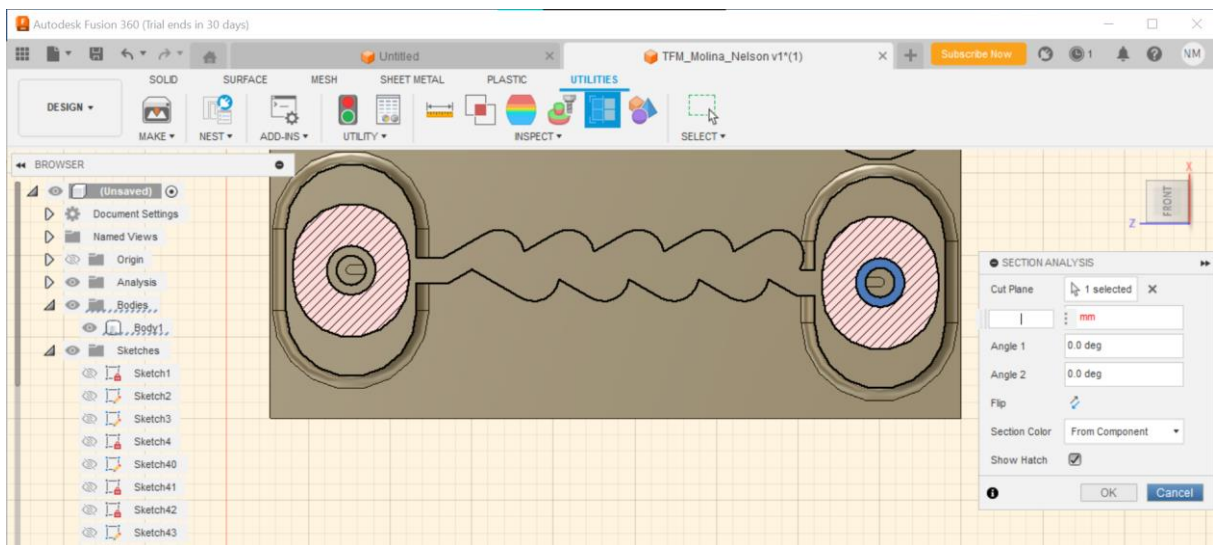 Autodesk Fusion 360 (Trial ends in 30 days)
Untitled
TFM_Molina_Nelson v1*(1)
Subscribe Now
1
NM
DESIGN
SOLID
SURFACE
MESH
SHEET METAL
PLASTIC
UTILITIES
MAKE
NEST
ADD-INS
UTILITY
INSPECT
SELECT
BROWSER
(Unsaved)
Document Settings
Named Views
Origin
Analysis
Bodies
Body1
Sketches
Sketch1
Sketch2
Sketch3
Sketch4
Sketch40
Sketch41
Sketch42
Sketch43
X
FRONT
Z
SECTION ANALYSIS
Cut Plane
1 selected
mm
Angle 1
0.0 deg
Angle 2
0.0 deg
Flip
Section Color
From Component
Show Hatch
OK
Cancel